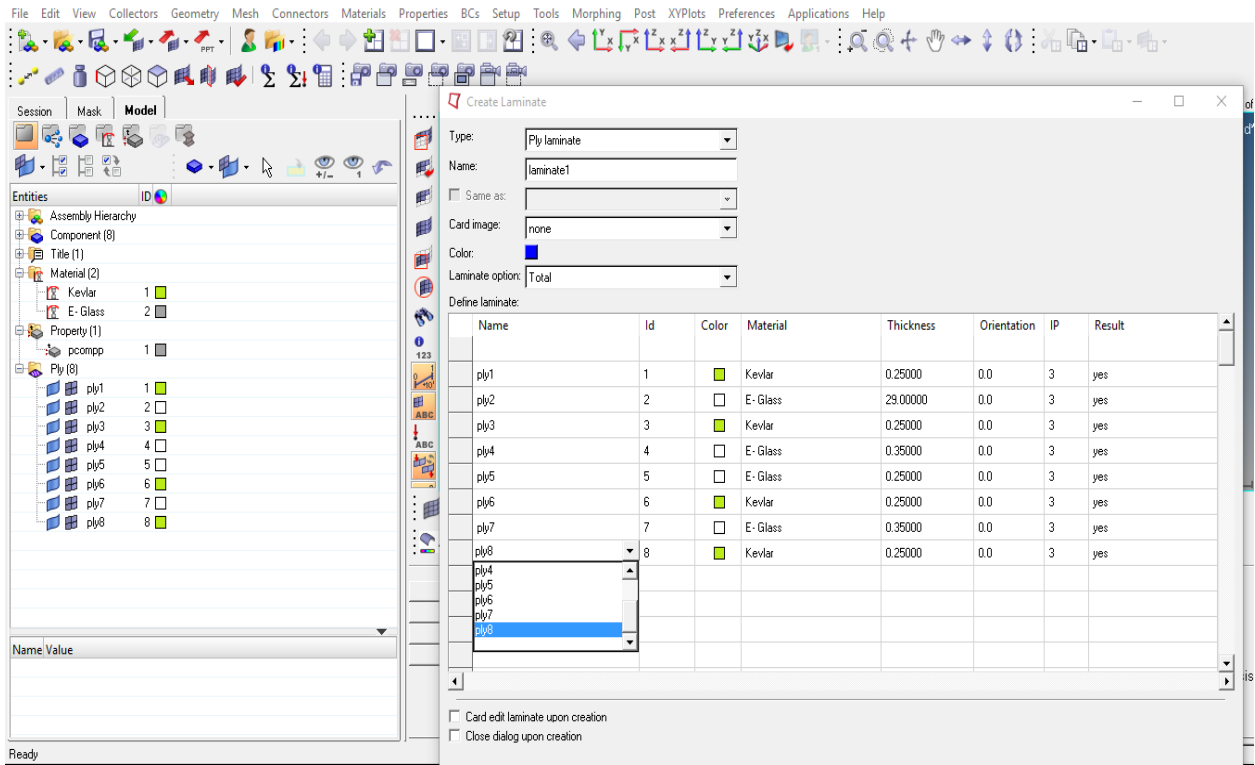 File Edit View Collectors Geometry Mesh Connectors Materials Properties BCs Setup Tools Morphing Post XYPlots Preferences Applications Help
Session Mask Model
Entities ID
Assembly Hierarchy
Component (8)
Title (1)
Material (2)
Kevlar 1
E- Glass 2
Property (1)
pcompp 1
Ply (8)
ply1 1
ply2 2
ply3 3
ply4 4
ply5 5
ply6 6
ply7 7
ply8 8
Name Value
Ready
Create Laminate
Type: Ply laminate
Name: laminate1
Same as:
Card image: none
Color:
Laminate option: Total
Define laminate:
Name Id Color Material Thickness Orientation IP Result
ply1 1 Kevlar 0.25000 0.0 3 yes
ply2 2 E- Glass 29.00000 0.0 3 yes
ply3 3 Kevlar 0.25000 0.0 3 yes
ply4 4 E- Glass 0.35000 0.0 3 yes
ply5 5 E- Glass 0.25000 0.0 3 yes
ply6 6 Kevlar 0.25000 0.0 3 yes
ply7 7 E- Glass 0.35000 0.0 3 yes
ply8 8 Kevlar 0.25000 0.0 3 yes
ply4
ply5
ply6
ply7
ply8
Card edit laminate upon creation
Close dialog upon creation